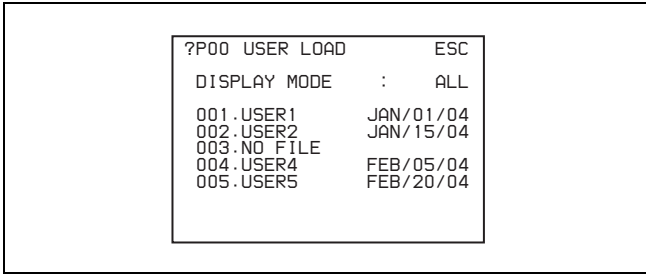 ?P00 USER LOAD ESC
DISPLAY MODE : ALL
001.USER1 JAN/01/04
002.USER2 JAN/15/04
003.NO FILE
004.USER4 FEB/05/04
005.USER5 FEB/20/04